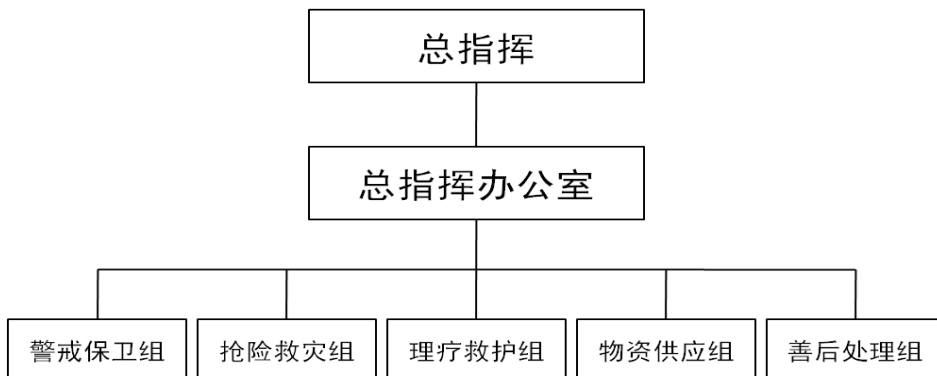 总指挥
总指挥办公室
警戒保卫组
抢险救灾组
理疗救护组
物资供应组
善后处理组